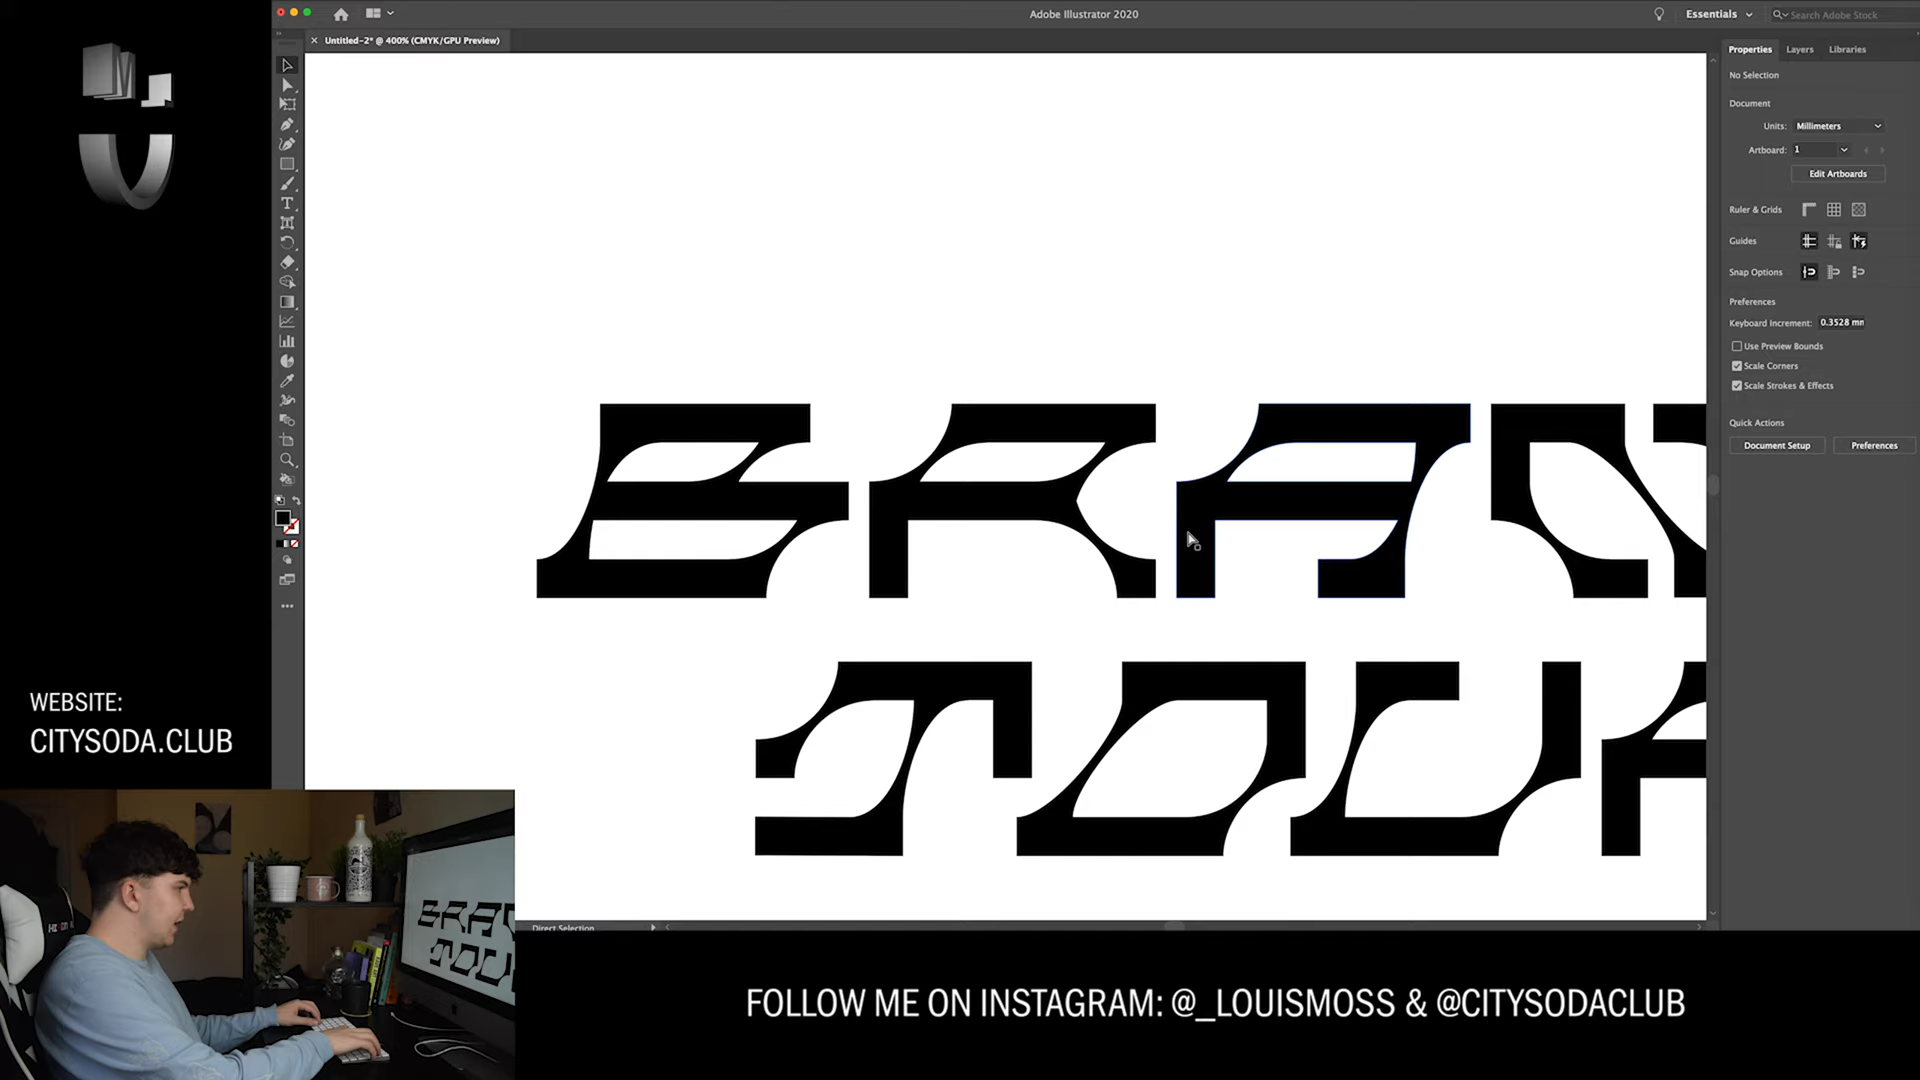 Adobe Illustrator 2020
Essentials
Search Adobe Stock
× Untitled-2* @ 400% (CMYK/GPU Preview)
Properties Layers Libraries
No Selection
Document
Units: Millimeters
Artboard: 1
Edit Artboards
Ruler & Grids
Guides
Snap Options
Preferences
Keyboard Increment: 0.3528 mm
Use Preview Bounds
Scale Corners
Scale Strokes & Effects
Quick Actions
Document Setup Preferences
BRA
TOU
WEBSITE:
CITYSODA.CLUB
Direct Selection
FOLLOW ME ON INSTAGRAM: @_LOUISMOSS & @CITYSODACLUB